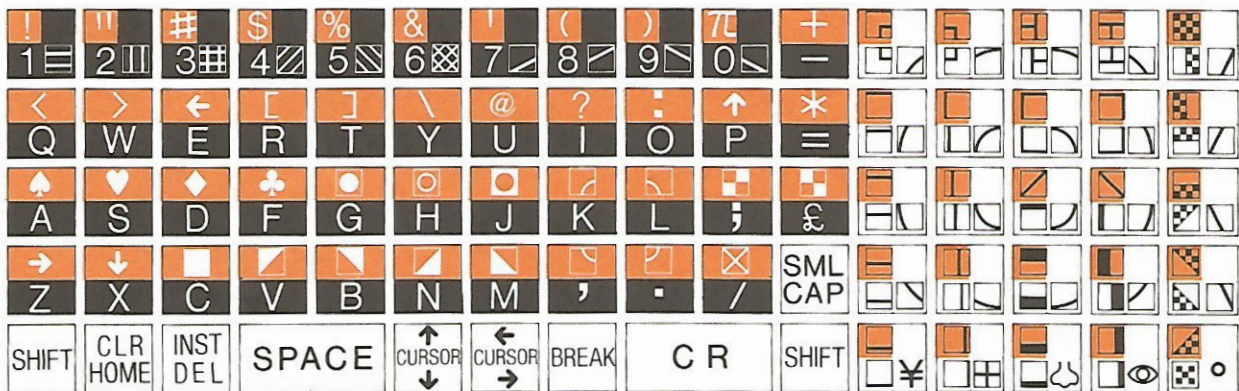 ! " # $ % & ' ( ) π +
1 2 3 4 5 6 7 8 9 0 −
< > ← [ ] \ @ ? : ↑ *
Q W E R T Y U I O P =
♠ ♥ ♦ ♣
A S D F G H J K L ; £
→ ↓
Z X C V B N M , . / SML CAP
SHIFT CLR HOME INST DEL SPACE ↑ CURSOR ↓ ← CURSOR → BREAK CR SHIFT ¥